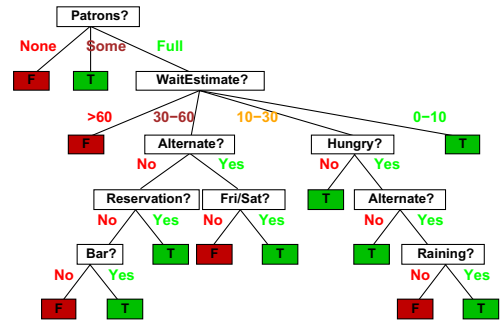 Patrons?
None Some Full
F T WaitEstimate?
>60 30−60 10−30 0−10
F Alternate? Hungry? T
No Yes No Yes
Reservation? Fri/Sat? T Alternate?
No Yes No Yes No Yes
Bar? T F T T Raining?
No Yes No Yes
F T F T